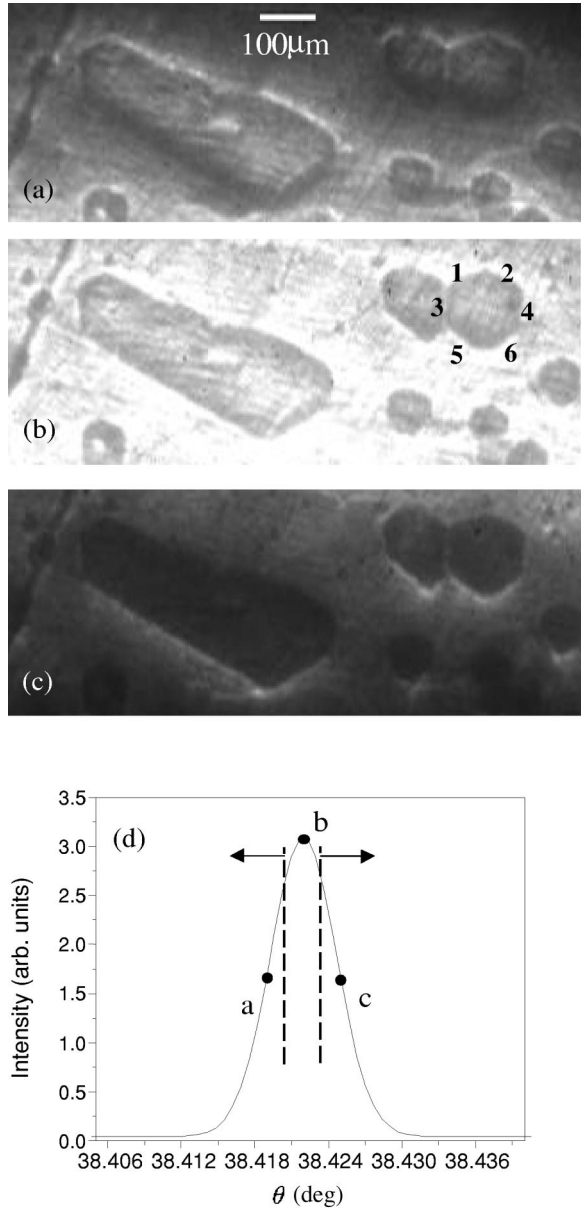 100μm
(a)
1 2
3 4
5 6
(b)
(c)
3.5
(d)
b
3.0
2.5
2.0
a
c
1.5
1.0
0.5
0.0
Intensity (arb. units)
38.406 38.412 38.418 38.424 38.430 38.436
θ (deg)